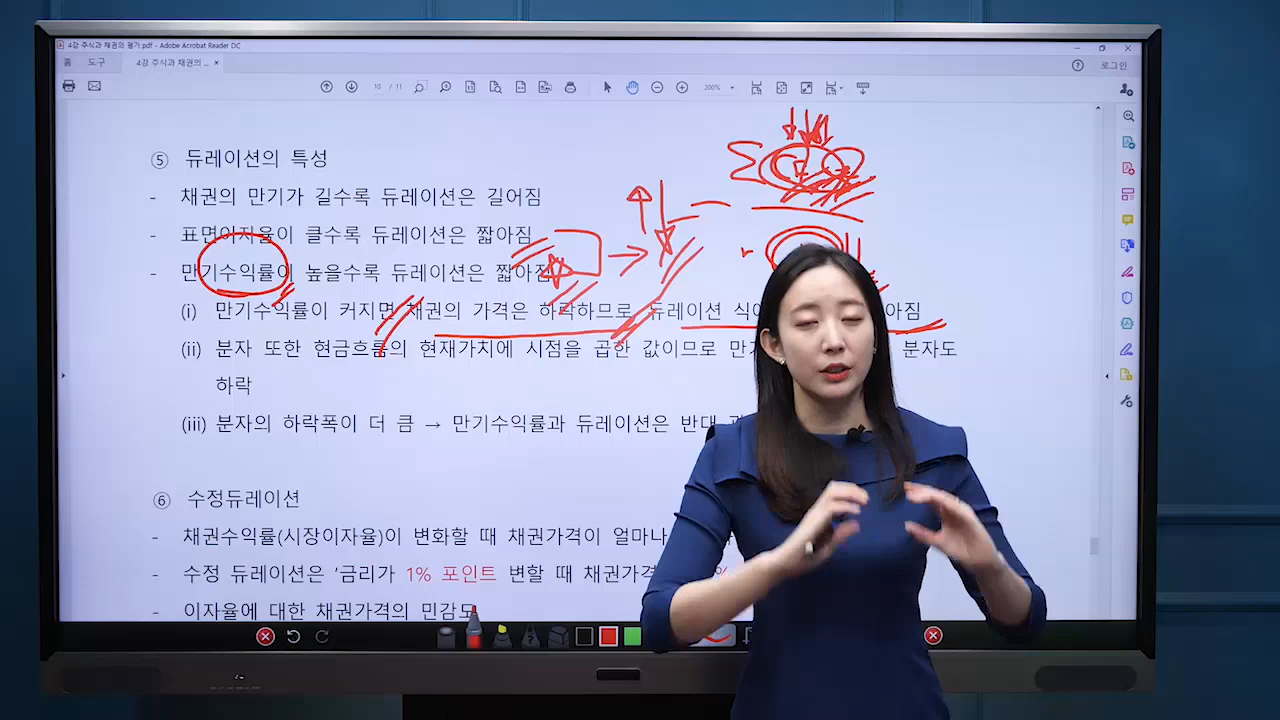 4강 주식과 채권의 평가.pdf - Adobe Acrobat Reader DC
도구
4강 주식과 채권의 ...
로그인
10 / 11
200%
⑤ 듀레이션의 특성
- 채권의 만기가 길수록 듀레이션은 길어짐
- 표면이자율이 클수록 듀레이션은 짧아짐
- 만기수익률이 높을수록 듀레이션은 짧아짐
(i) 만기수익률이 커지면 채권의 가격은 하락하므로 듀레이션
(ii) 분자 또한 현금흐름의 현재가치에 시점을 곱한 값이므로 분자도
하락
(iii) 분자의 하락폭이 더 큼 → 만기수익률과 듀레이션은 반대
⑥ 수정듀레이션
- 채권수익률(시장이자율)이 변화할 때 채권가격이 얼마나
- 수정 듀레이션은 '금리가 1% 포인트 변할 때 채권가격
- 이자율에 대한 채권가격의 민감도